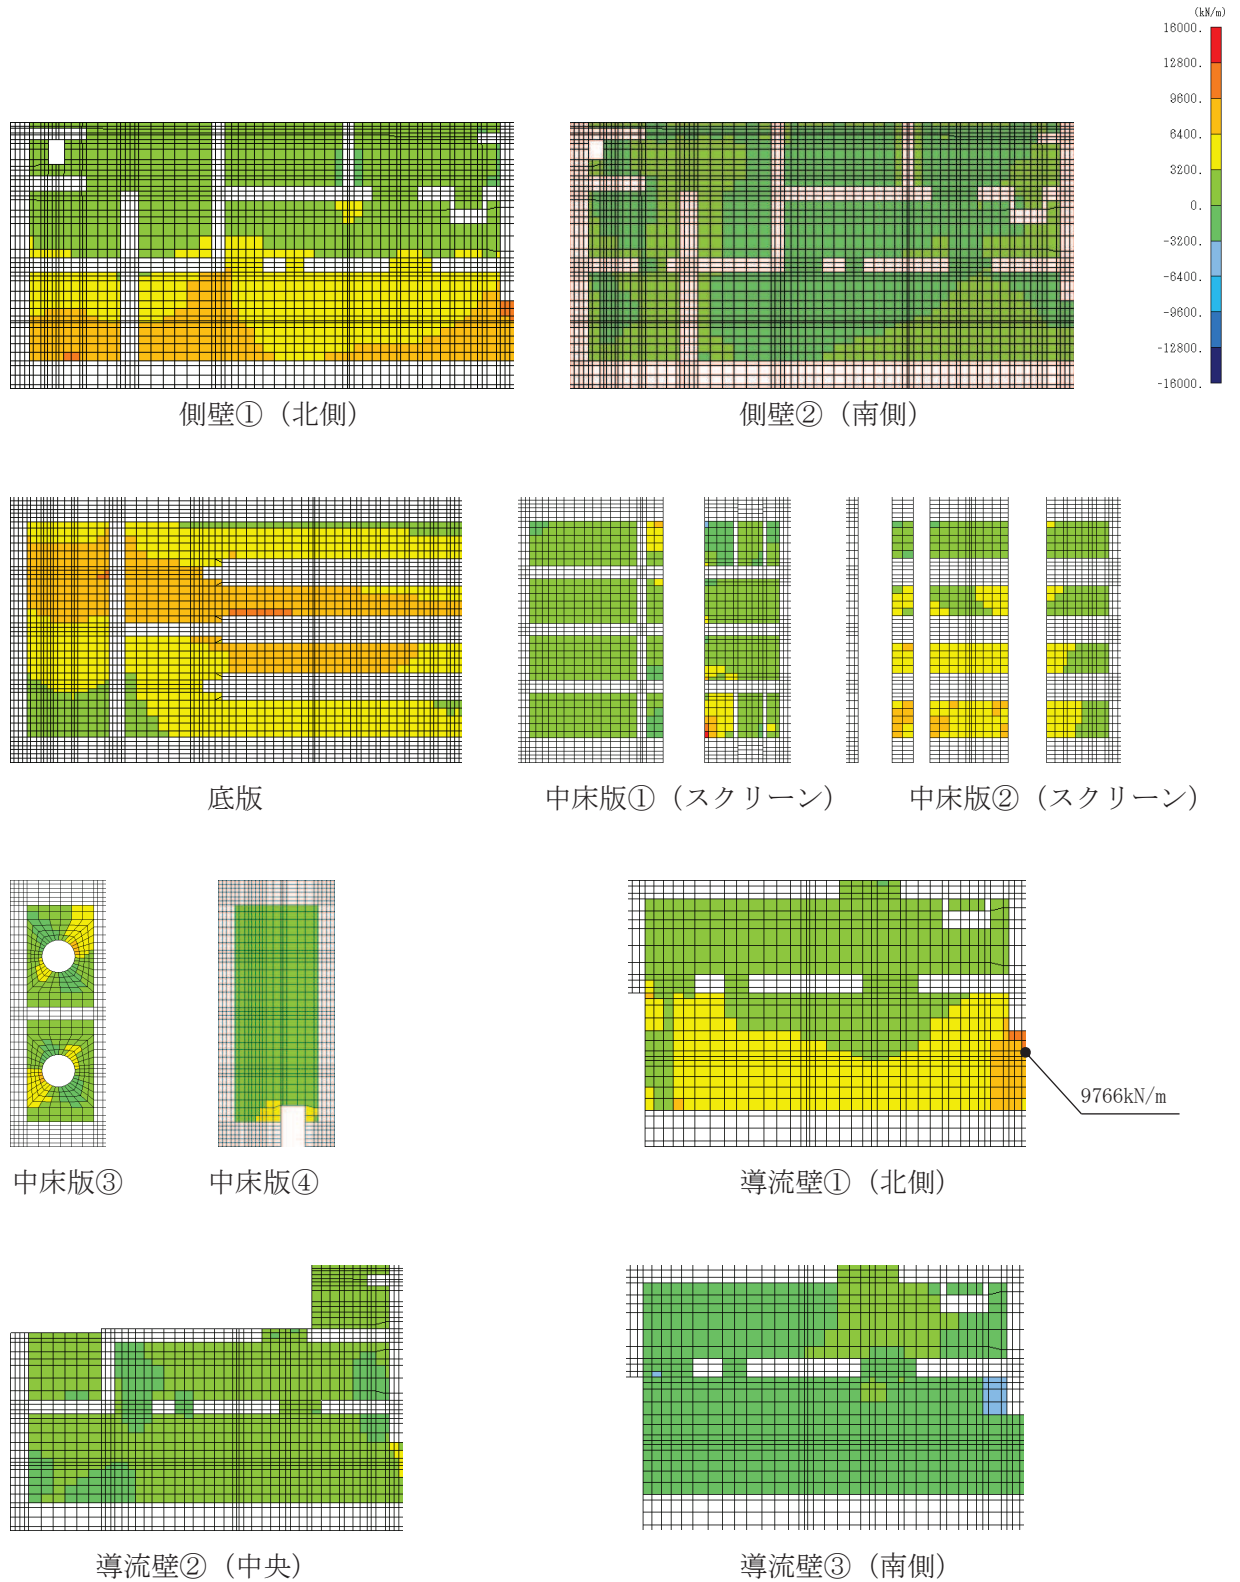 (kN/m)
16000.
12800.
9600.
6400.
3200.
0.
-3200.
-6400.
-9600.
-12800.
-16000.
側壁①（北側）
側壁②（南側）
底版
中床版①（スクリーン）
中床版②（スクリーン）
9766kN/m
中床版③
中床版④
導流壁①（北側）
導流壁②（中央）
導流壁③（南側）